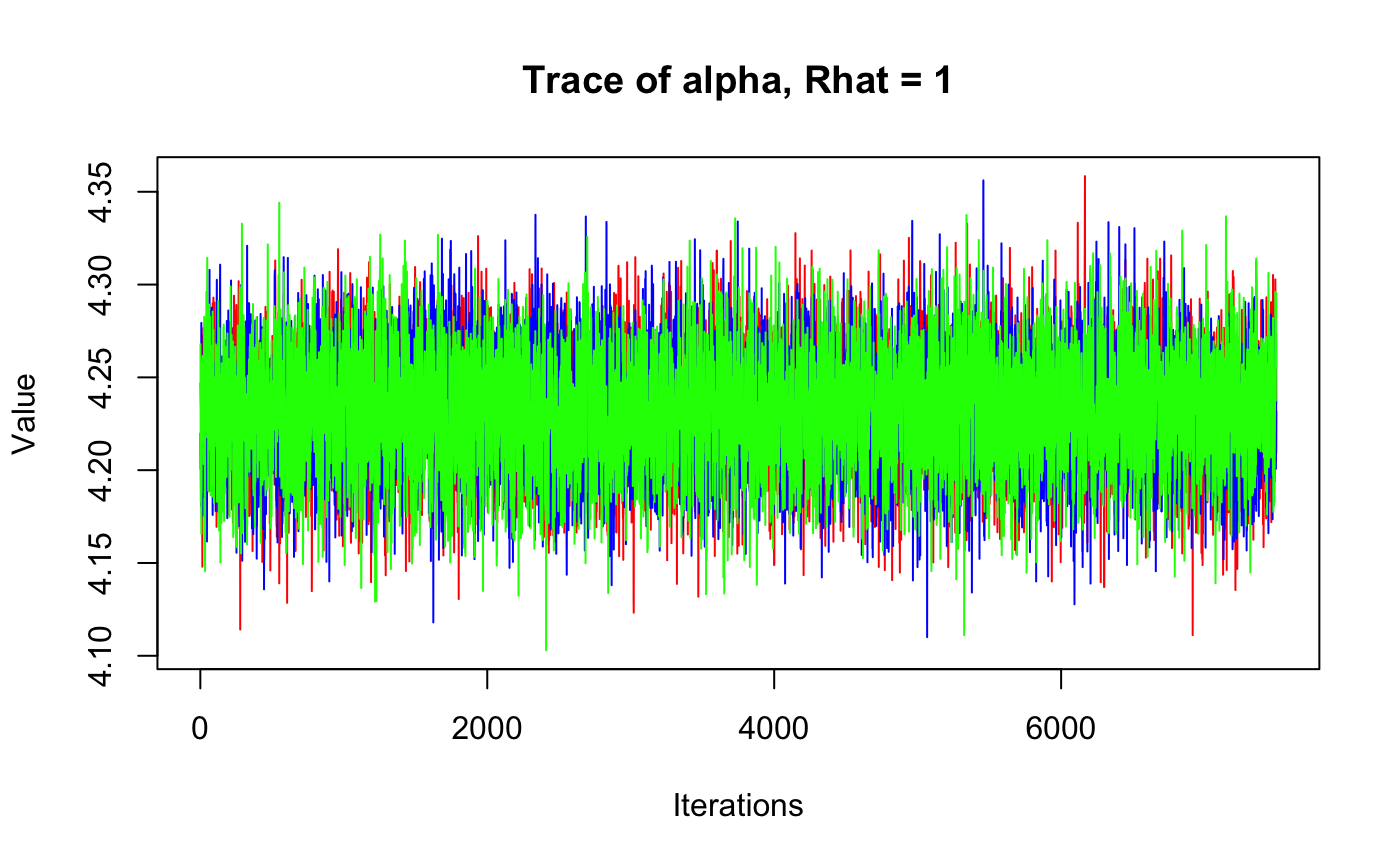 Trace of alpha, Rhat = 1
Value
4.35
4.30
4.25
4.20
4.15
4.10
0 2000 4000 6000
Iterations